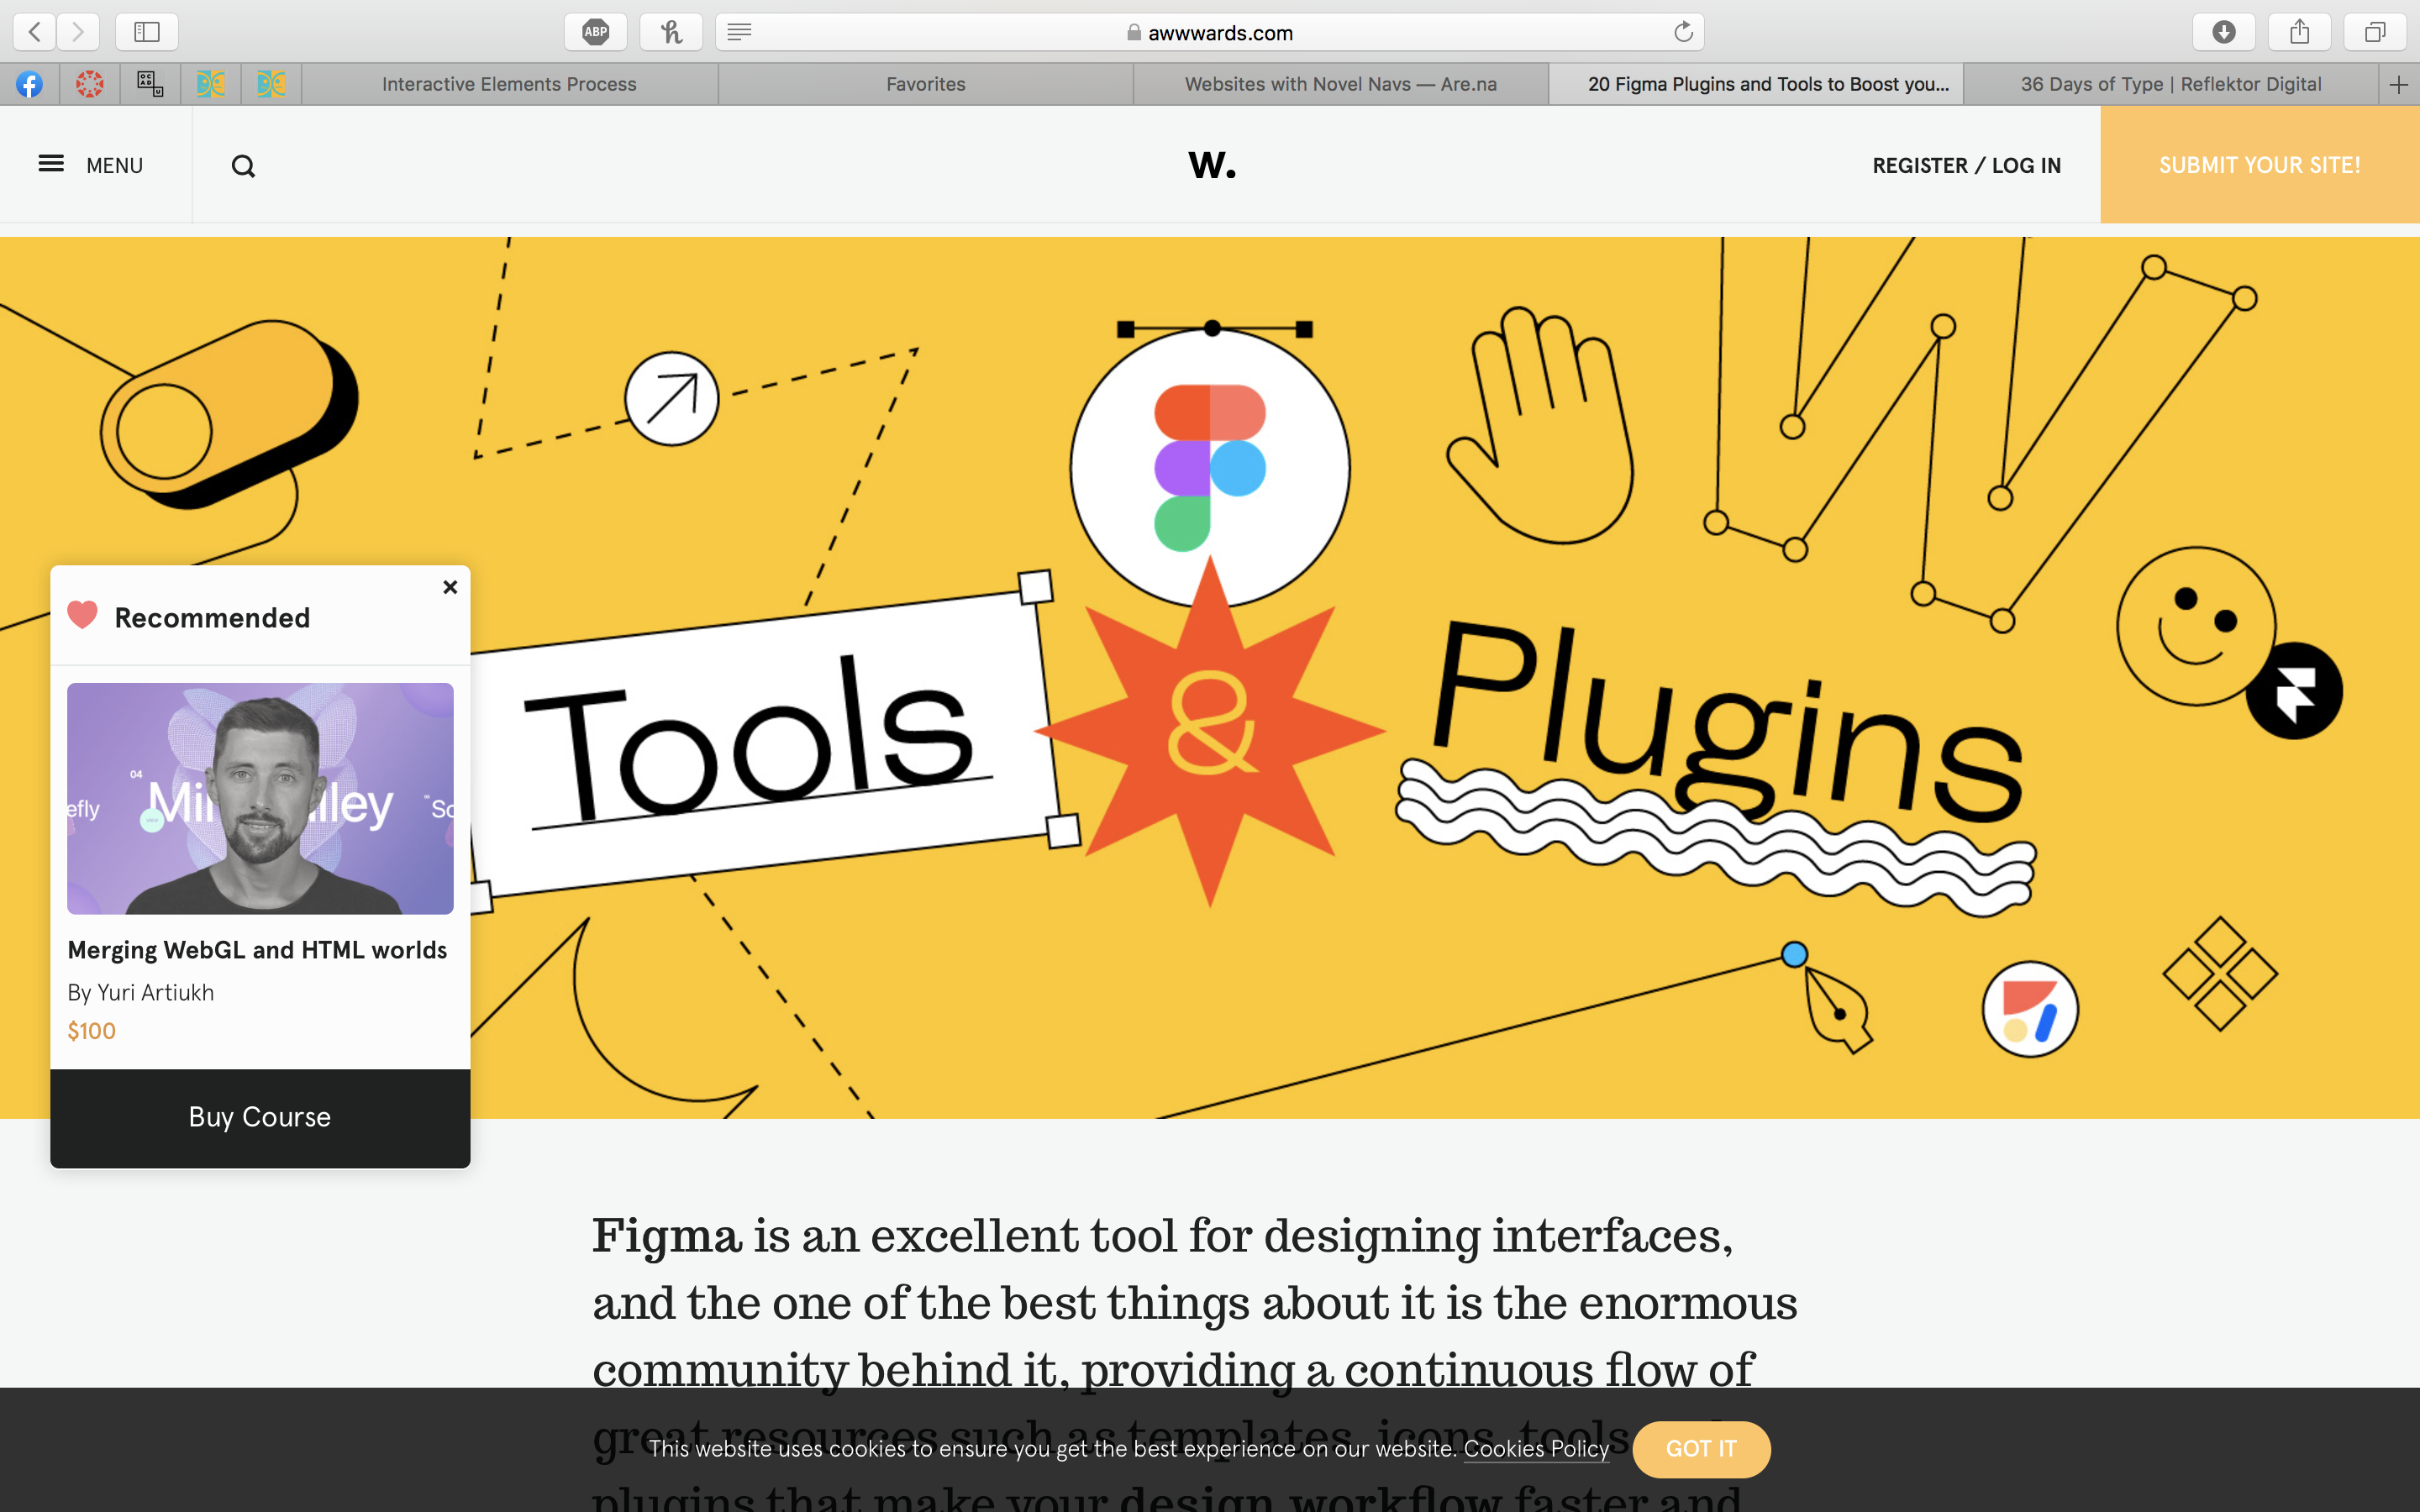 ABP
awwwards.com
Interactive Elements Process
Favorites
Websites with Novel Navs — Are.na
20 Figma Plugins and Tools to Boost you...
36 Days of Type | Reflektor Digital
MENU
W.
REGISTER / LOG IN
SUBMIT YOUR SITE!
Tools
&
Plugins
Recommended
04
efly
Mi
lley
So
Merging WebGL and HTML worlds
By Yuri Artiukh
$100
Buy Course
Figma is an excellent tool for designing interfaces,
and the one of the best things about it is the enormous
community behind it, providing a continuous flow of
great resources such as templates, icons, tools
This website uses cookies to ensure you get the best experience on our website. Cookies Policy
GOT IT
plugins that make your design workflow faster and